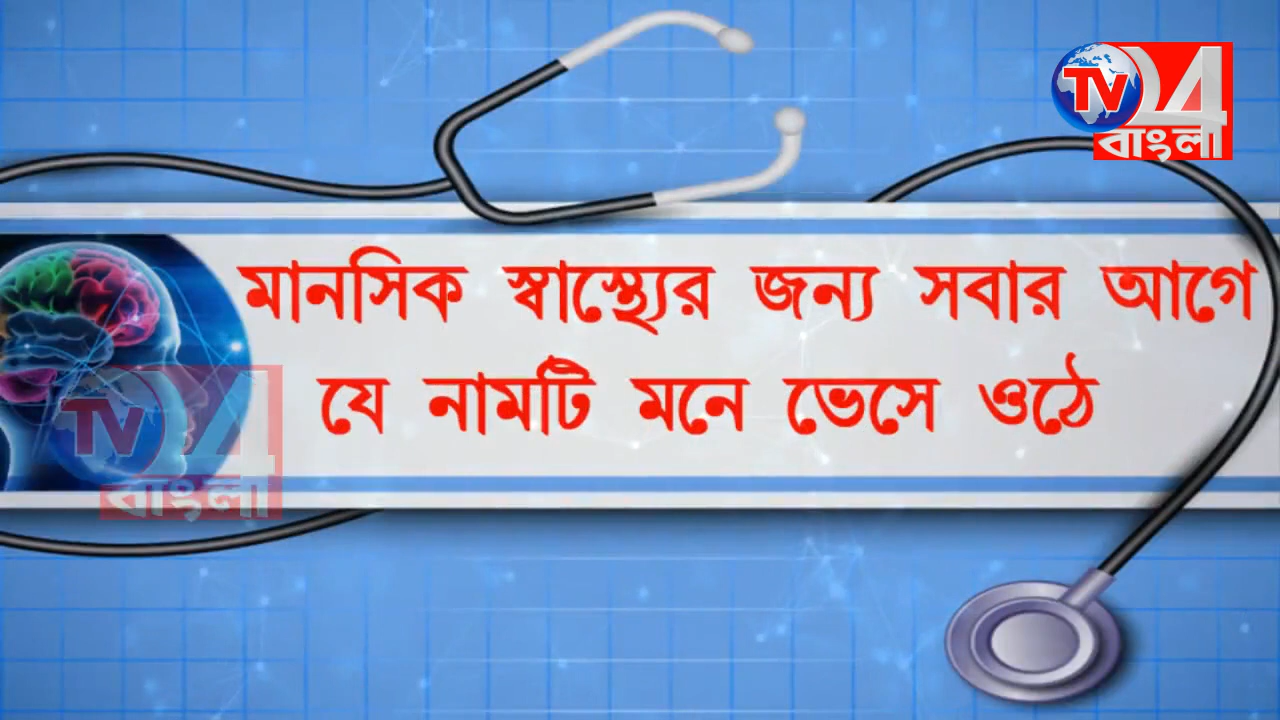 TV 24
বাংলা
মানসিক স্বাস্থ্যের জন্য সবার আগে
যে নামটি মনে ভেসে ওঠে
TV 24
বাংলা